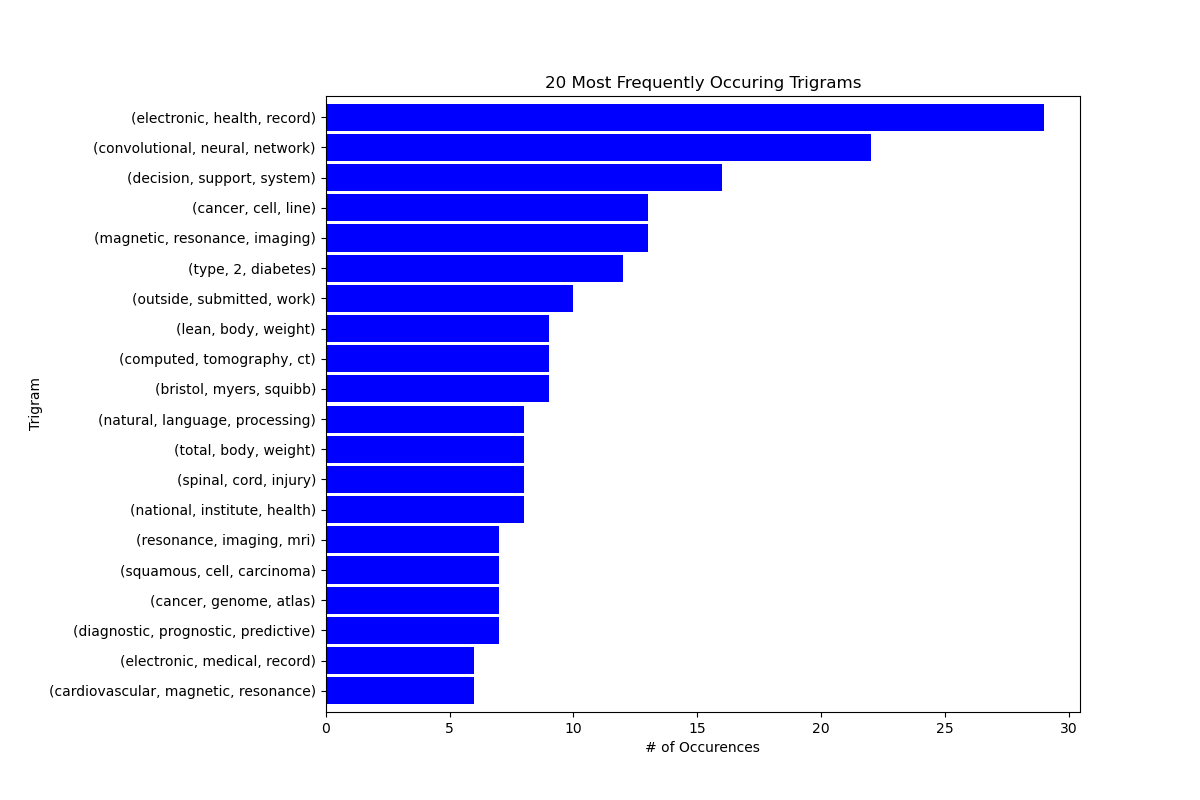 20 Most Frequently Occuring Trigrams
(electronic, health, record)
(convolutional, neural, network)
(decision, support, system)
(cancer, cell, line)
(magnetic, resonance, imaging)
(type, 2, diabetes)
(outside, submitted, work)
(lean, body, weight)
(computed, tomography, ct)
(bristol, myers, squibb)
(natural, language, processing)
(total, body, weight)
(spinal, cord, injury)
(national, institute, health)
(resonance, imaging, mri)
(squamous, cell, carcinoma)
(cancer, genome, atlas)
(diagnostic, prognostic, predictive)
(electronic, medical, record)
(cardiovascular, magnetic, resonance)
Trigram
0 5 10 15 20 25 30
# of Occurences